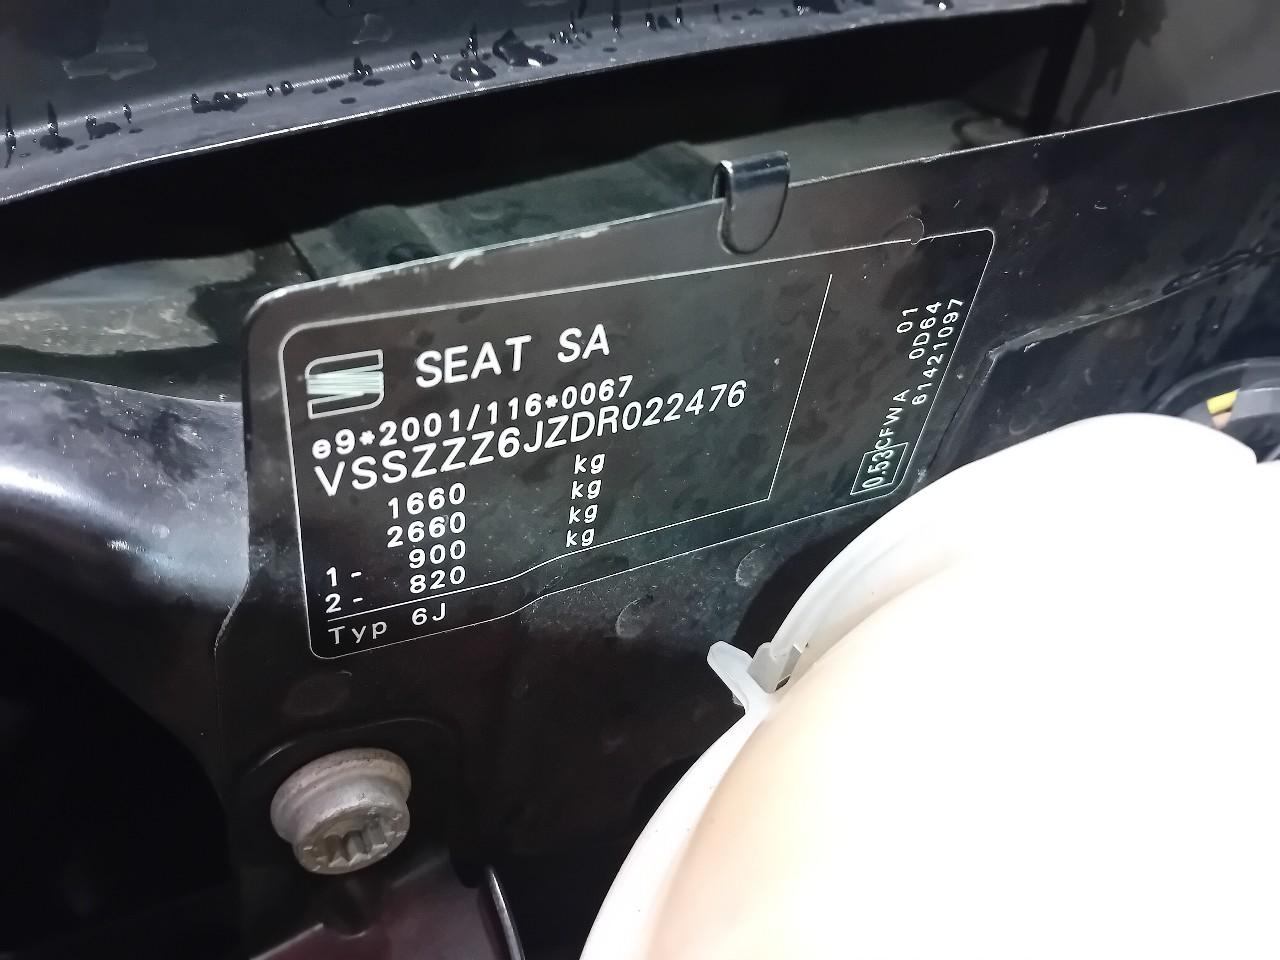 SEAT SA
e9*2001/116*0067
VSSZZZ6JZDR022476
1660 kg
2660 kg
1- 900 kg
2- 820 kg
Typ 6J
0.53 CFWA 0D01
0D64
61421097